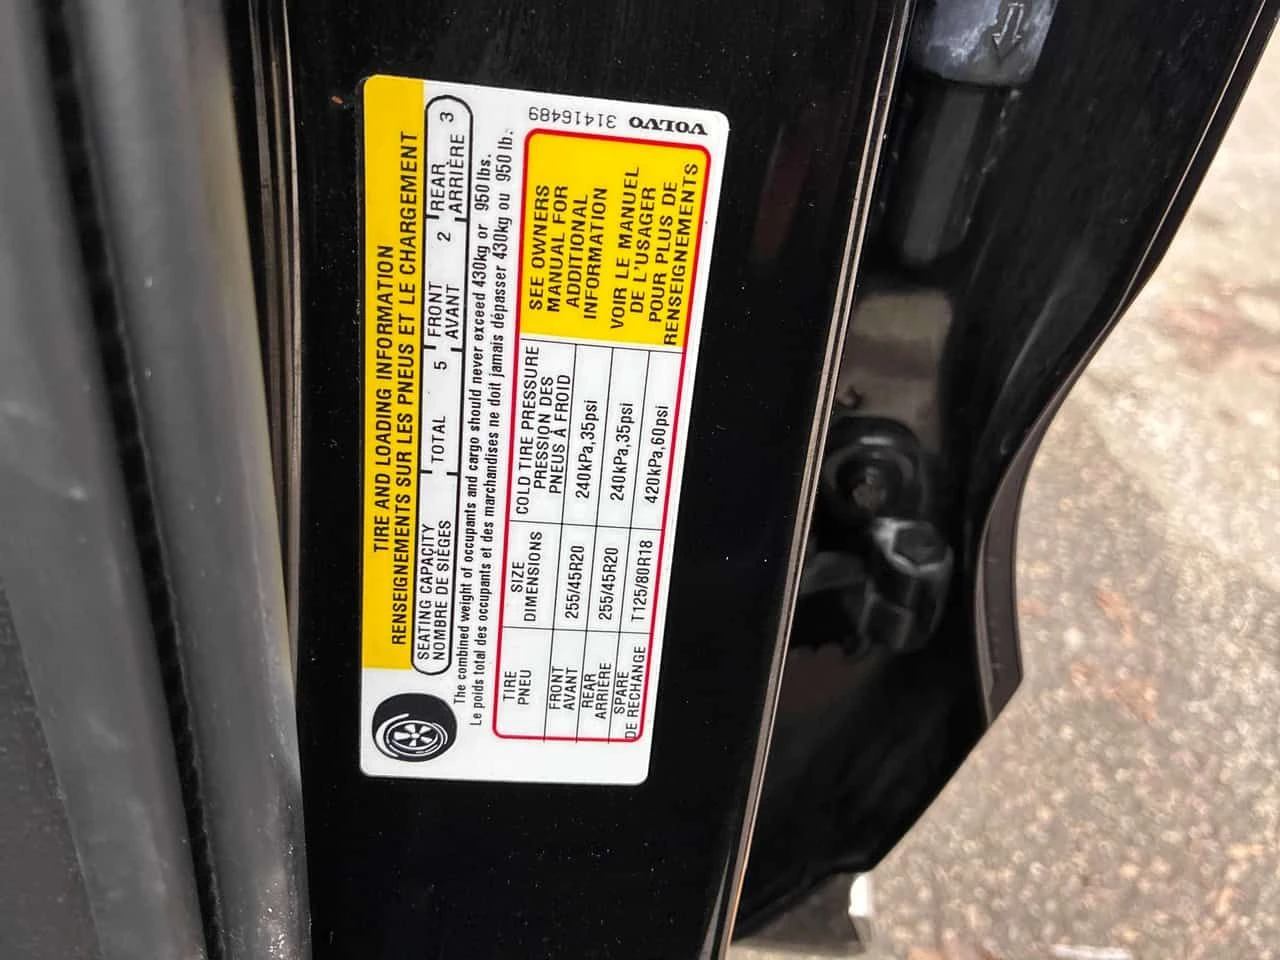 TIRE AND LOADING INFORMATION
RENSEIGNEMENTS SUR LES PNEUS ET LE CHARGEMENT
SEATING CAPACITY TOTAL 5 FRONT 2 REAR 3
NOMBRE DE SIÈGES AVANT ARRIÈRE
The combined weight of occupants and cargo should never exceed 430kg or 950 lbs.
Le poids total des occupants et des marchandises ne doit jamais dépasser 430kg ou 950 lb.
TIRE SIZE COLD TIRE PRESSURE
PNEU DIMENSIONS PRESSION DES
PNEUS À FROID
FRONT 255/45R20 240kPa,35psi
AVANT
REAR 255/45R20 240kPa,35psi
ARRIÈRE
SPARE T125/80R18 420kPa,60psi
DE RECHANGE
SEE OWNERS
MANUAL FOR
ADDITIONAL
INFORMATION
VOIR LE MANUEL
DE L'USAGER
POUR PLUS DE
RENSEIGNEMENTS
VOLVO 31416489